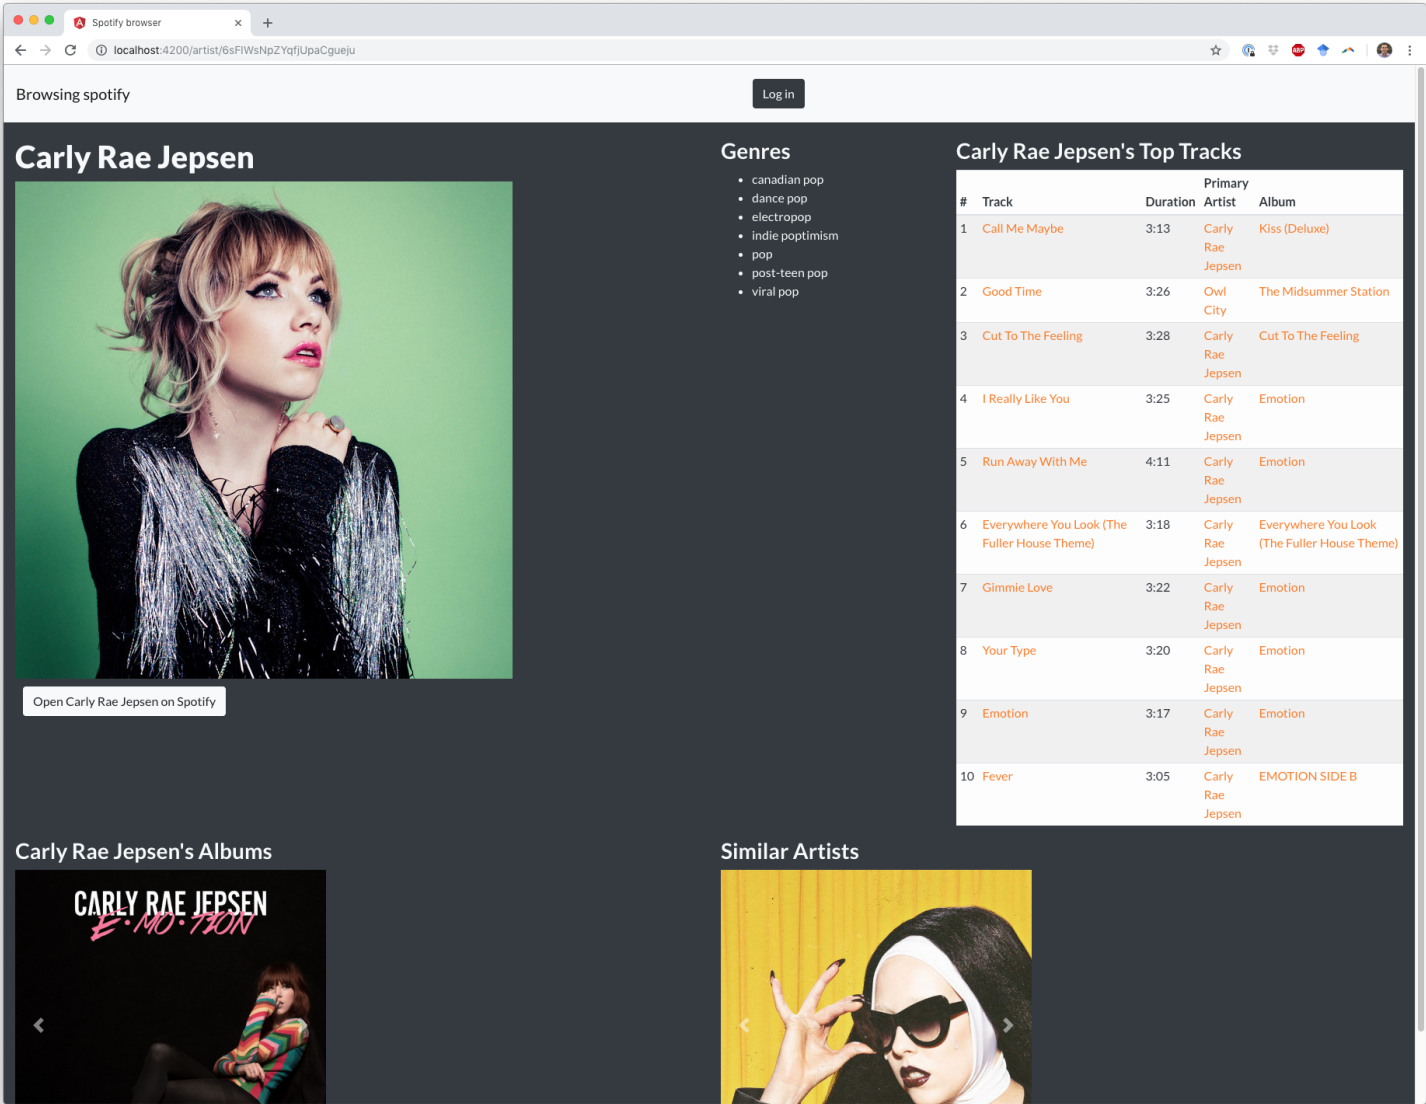 Spotify browser
localhost:4200/artist/6sFIWsNpZYqfjUpaCgueju
ABP
Browsing spotify
Log in
Carly Rae Jepsen
Open Carly Rae Jepsen on Spotify
Genres
canadian pop
dance pop
electropop
indie poptimism
pop
post-teen pop
viral pop
Carly Rae Jepsen's Top Tracks
# Track Duration Primary Artist Album
1 Call Me Maybe 3:13 Carly Rae Jepsen Kiss (Deluxe)
2 Good Time 3:26 Owl City The Midsummer Station
3 Cut To The Feeling 3:28 Carly Rae Jepsen Cut To The Feeling
4 I Really Like You 3:25 Carly Rae Jepsen Emotion
5 Run Away With Me 4:11 Carly Rae Jepsen Emotion
6 Everywhere You Look (The Fuller House Theme) 3:18 Carly Rae Jepsen Everywhere You Look (The Fuller House Theme)
7 Gimmie Love 3:22 Carly Rae Jepsen Emotion
8 Your Type 3:20 Carly Rae Jepsen Emotion
9 Emotion 3:17 Carly Rae Jepsen Emotion
10 Fever 3:05 Carly Rae Jepsen EMOTION SIDE B
Carly Rae Jepsen's Albums
CARLY RAE JEPSEN
E•MO•TION
Similar Artists